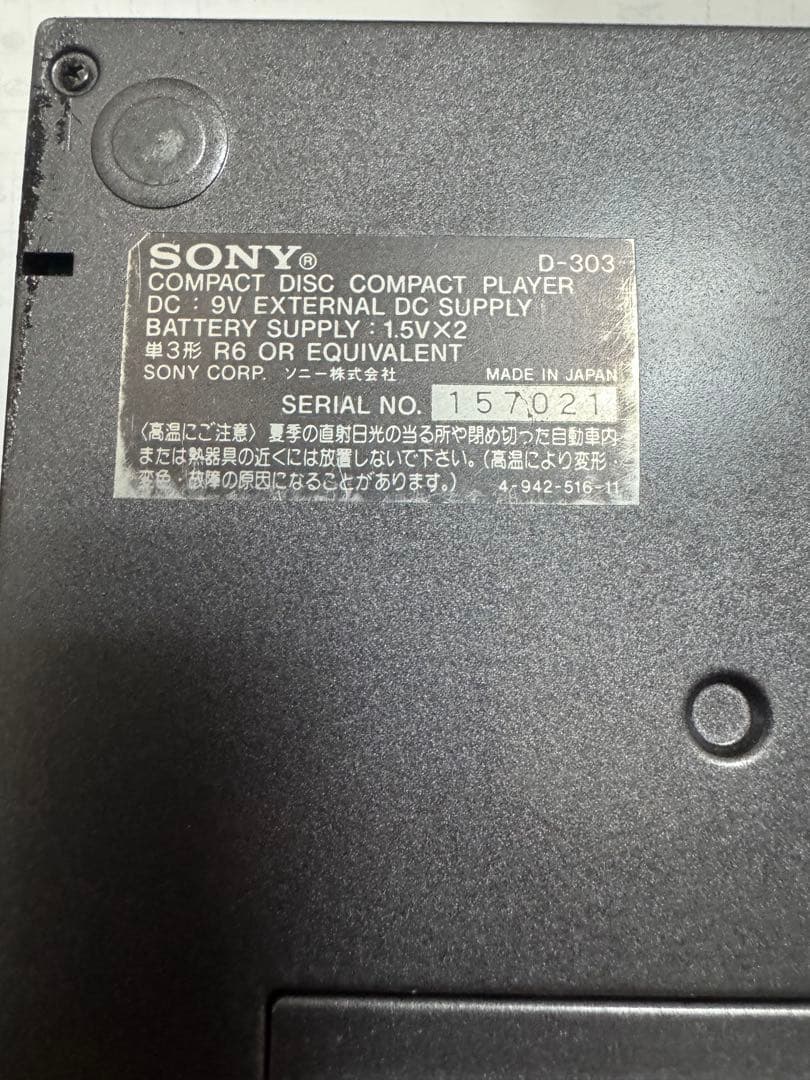 SONY® D-303
COMPACT DISC COMPACT PLAYER
DC : 9V EXTERNAL DC SUPPLY
BATTERY SUPPLY : 1.5V×2
単3形 R6 OR EQUIVALENT
SONY CORP. ソニー株式会社 MADE IN JAPAN
SERIAL NO. 157021
〈高温にご注意〉 夏季の直射日光の当る所や閉め切った自動車内
または熱器具の近くには放置しないで下さい。(高温により変形・
変色・故障の原因になることがあります。) 4-942-516-11